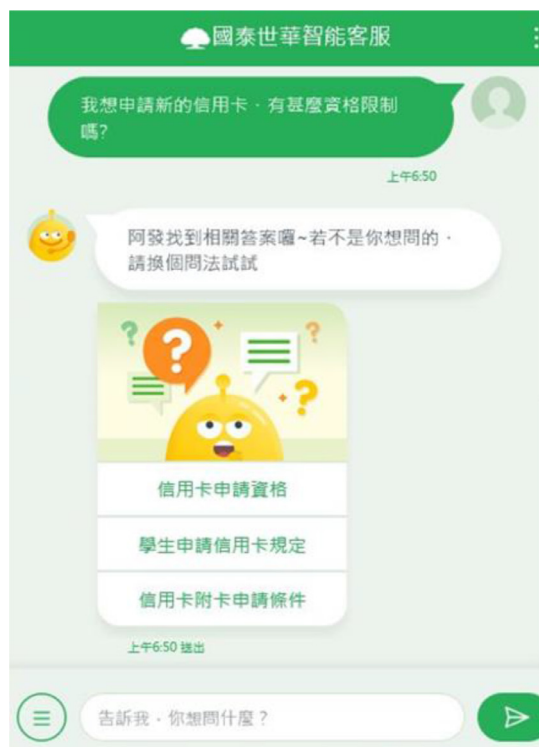 國泰世華智能客服
我想申請新的信用卡，有甚麼資格限制
嗎?
上午6:50
阿發找到相關答案囉~若不是你想問的，
請換個問法試試
信用卡申請資格
學生申請信用卡規定
信用卡附卡申請條件
上午6:50 送出
告訴我，你想問什麼？